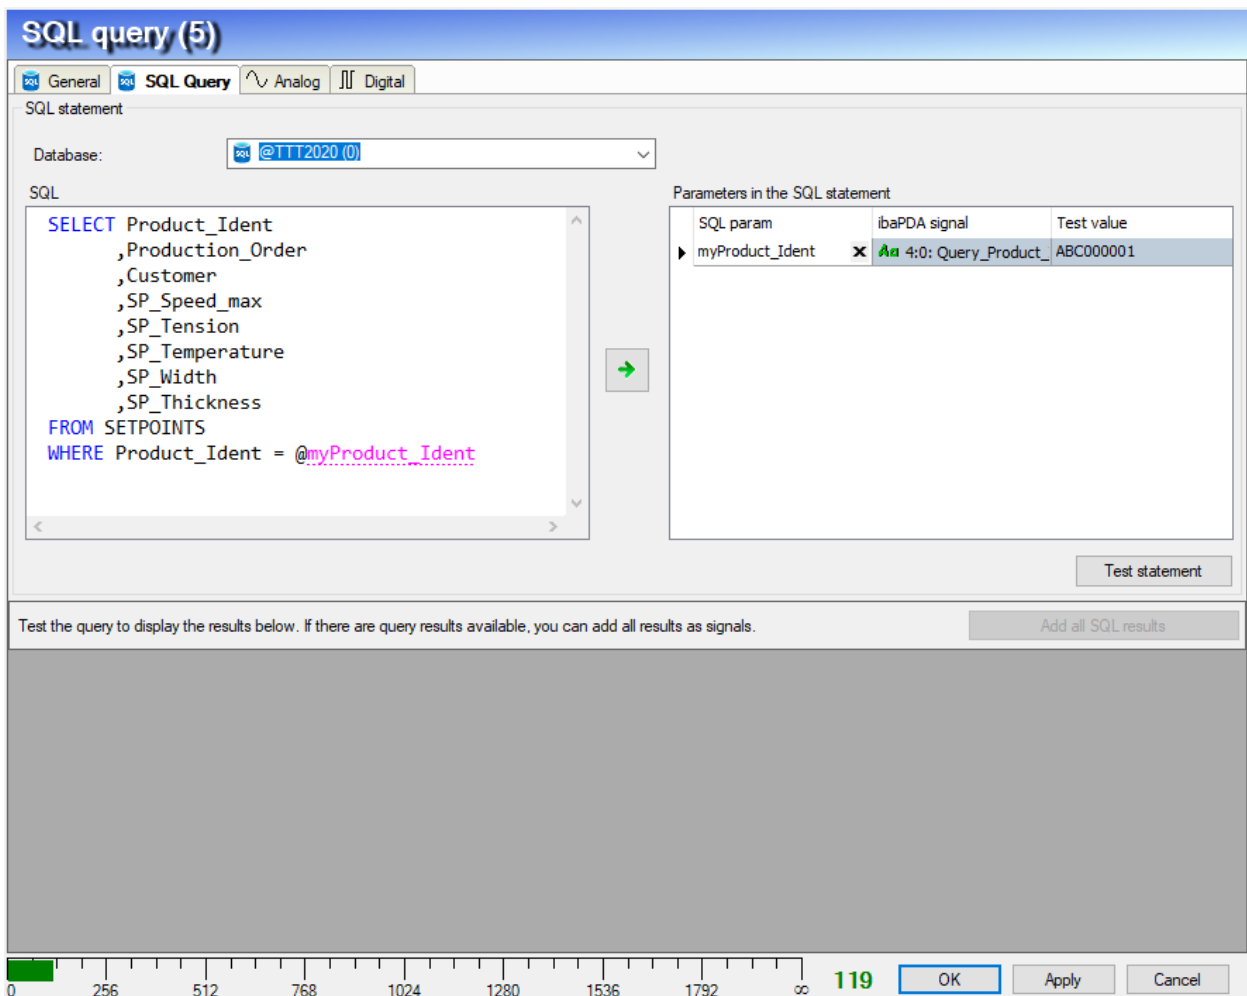 SQL query (5)
General SQL Query Analog Digital
SQL statement
Database: @TTT2020 (0)
SQL
SELECT Product_Ident
,Production_Order
,Customer
,SP_Speed_max
,SP_Tension
,SP_Temperature
,SP_Width
,SP_Thickness
FROM SETPOINTS
WHERE Product_Ident = @myProduct_Ident
Parameters in the SQL statement
SQL param ibaPDA signal Test value
myProduct_Ident 4:0: Query_Product_ ABC000001
Test statement
Test the query to display the results below. If there are query results available, you can add all results as signals.
Add all SQL results
0 256 512 768 1024 1280 1536 1792 ∞
119
OK Apply Cancel